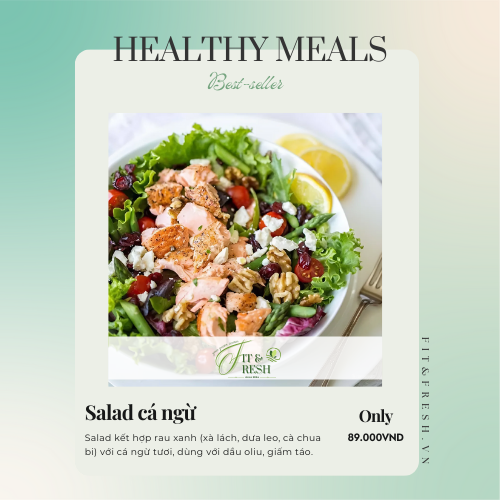 HEALTHY MEALS
Best-seller
FIT &
FRESH
FIT&FRESH.VN
Salad cá ngừ
Only
Salad kết hợp rau xanh (xà lách, dưa leo, cà chua
89.000VND
bi) với cá ngừ tươi, dùng với dầu oliu, giấm táo.